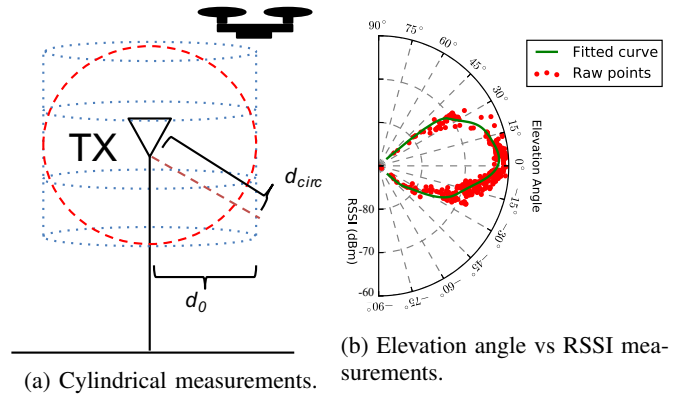 TX
d_circ
d_0
(a) Cylindrical measurements.
90°
75°
60°
45°
30°
15°
0°
−15°
−30°
−45°
−60°
−75°
−90°
Elevation Angle
RSSI (dBm)
-80
-70
-60
Fitted curve
Raw points
(b) Elevation angle vs RSSI mea-
surements.